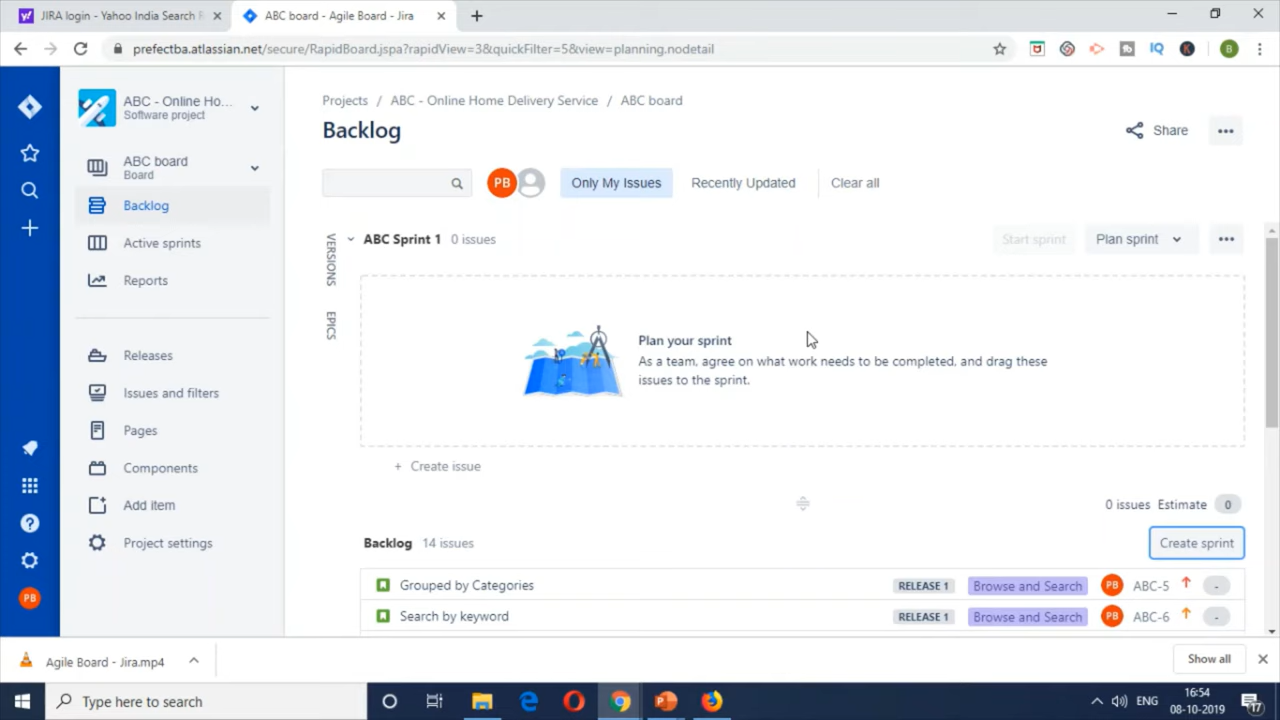 JIRA login - Yahoo India Search R
ABC board - Agile Board - Jira
prefectba.atlassian.net/secure/RapidBoard.jspa?rapidView=3&quickFilter=5&view=planning.nodetail
IQ
K
B
ABC - Online Ho...
Software project
ABC board
Board
Backlog
Active sprints
Reports
Releases
Issues and filters
Pages
Components
Add item
Project settings
PB
Projects / ABC - Online Home Delivery Service / ABC board
Backlog
Share
PB
Only My Issues
Recently Updated
Clear all
VERSIONS
EPICS
ABC Sprint 1 0 issues
Start sprint
Plan sprint
Plan your sprint
As a team, agree on what work needs to be completed, and drag these
issues to the sprint.
+ Create issue
0 issues Estimate 0
Backlog 14 issues
Create sprint
Grouped by Categories RELEASE 1 Browse and Search PB ABC-5 -
Search by keyword RELEASE 1 Browse and Search PB ABC-6 -
Agile Board - Jira.mp4
Show all
Type here to search
ENG
16:54
08-10-2019
17